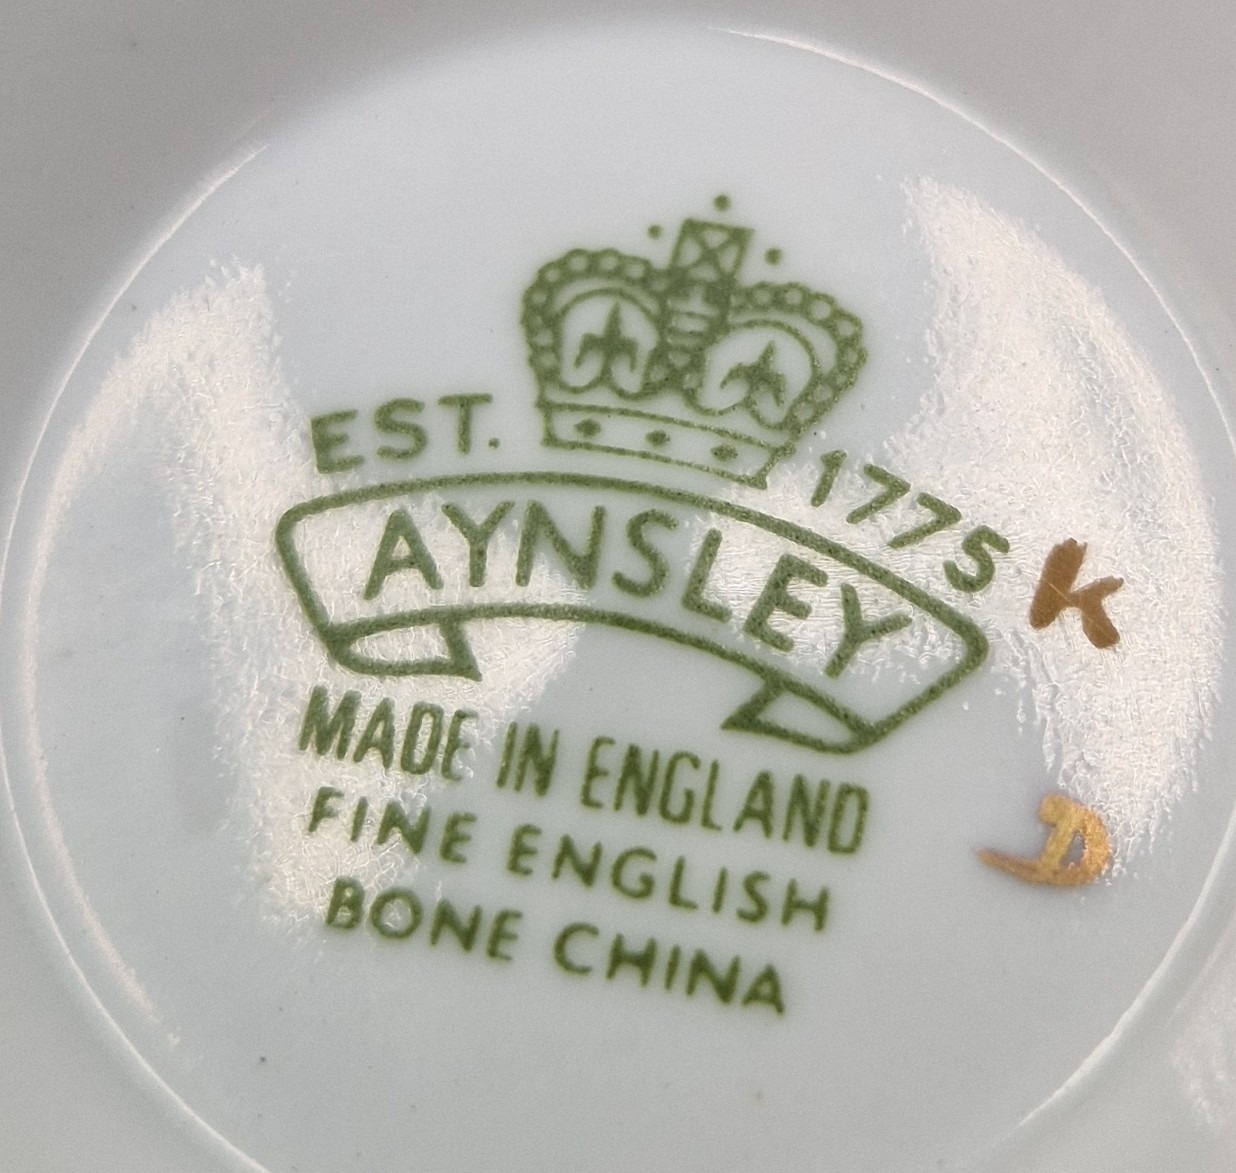 EST. 1775
AYNSLEY
MADE IN ENGLAND
FINE ENGLISH
BONE CHINA
K
D